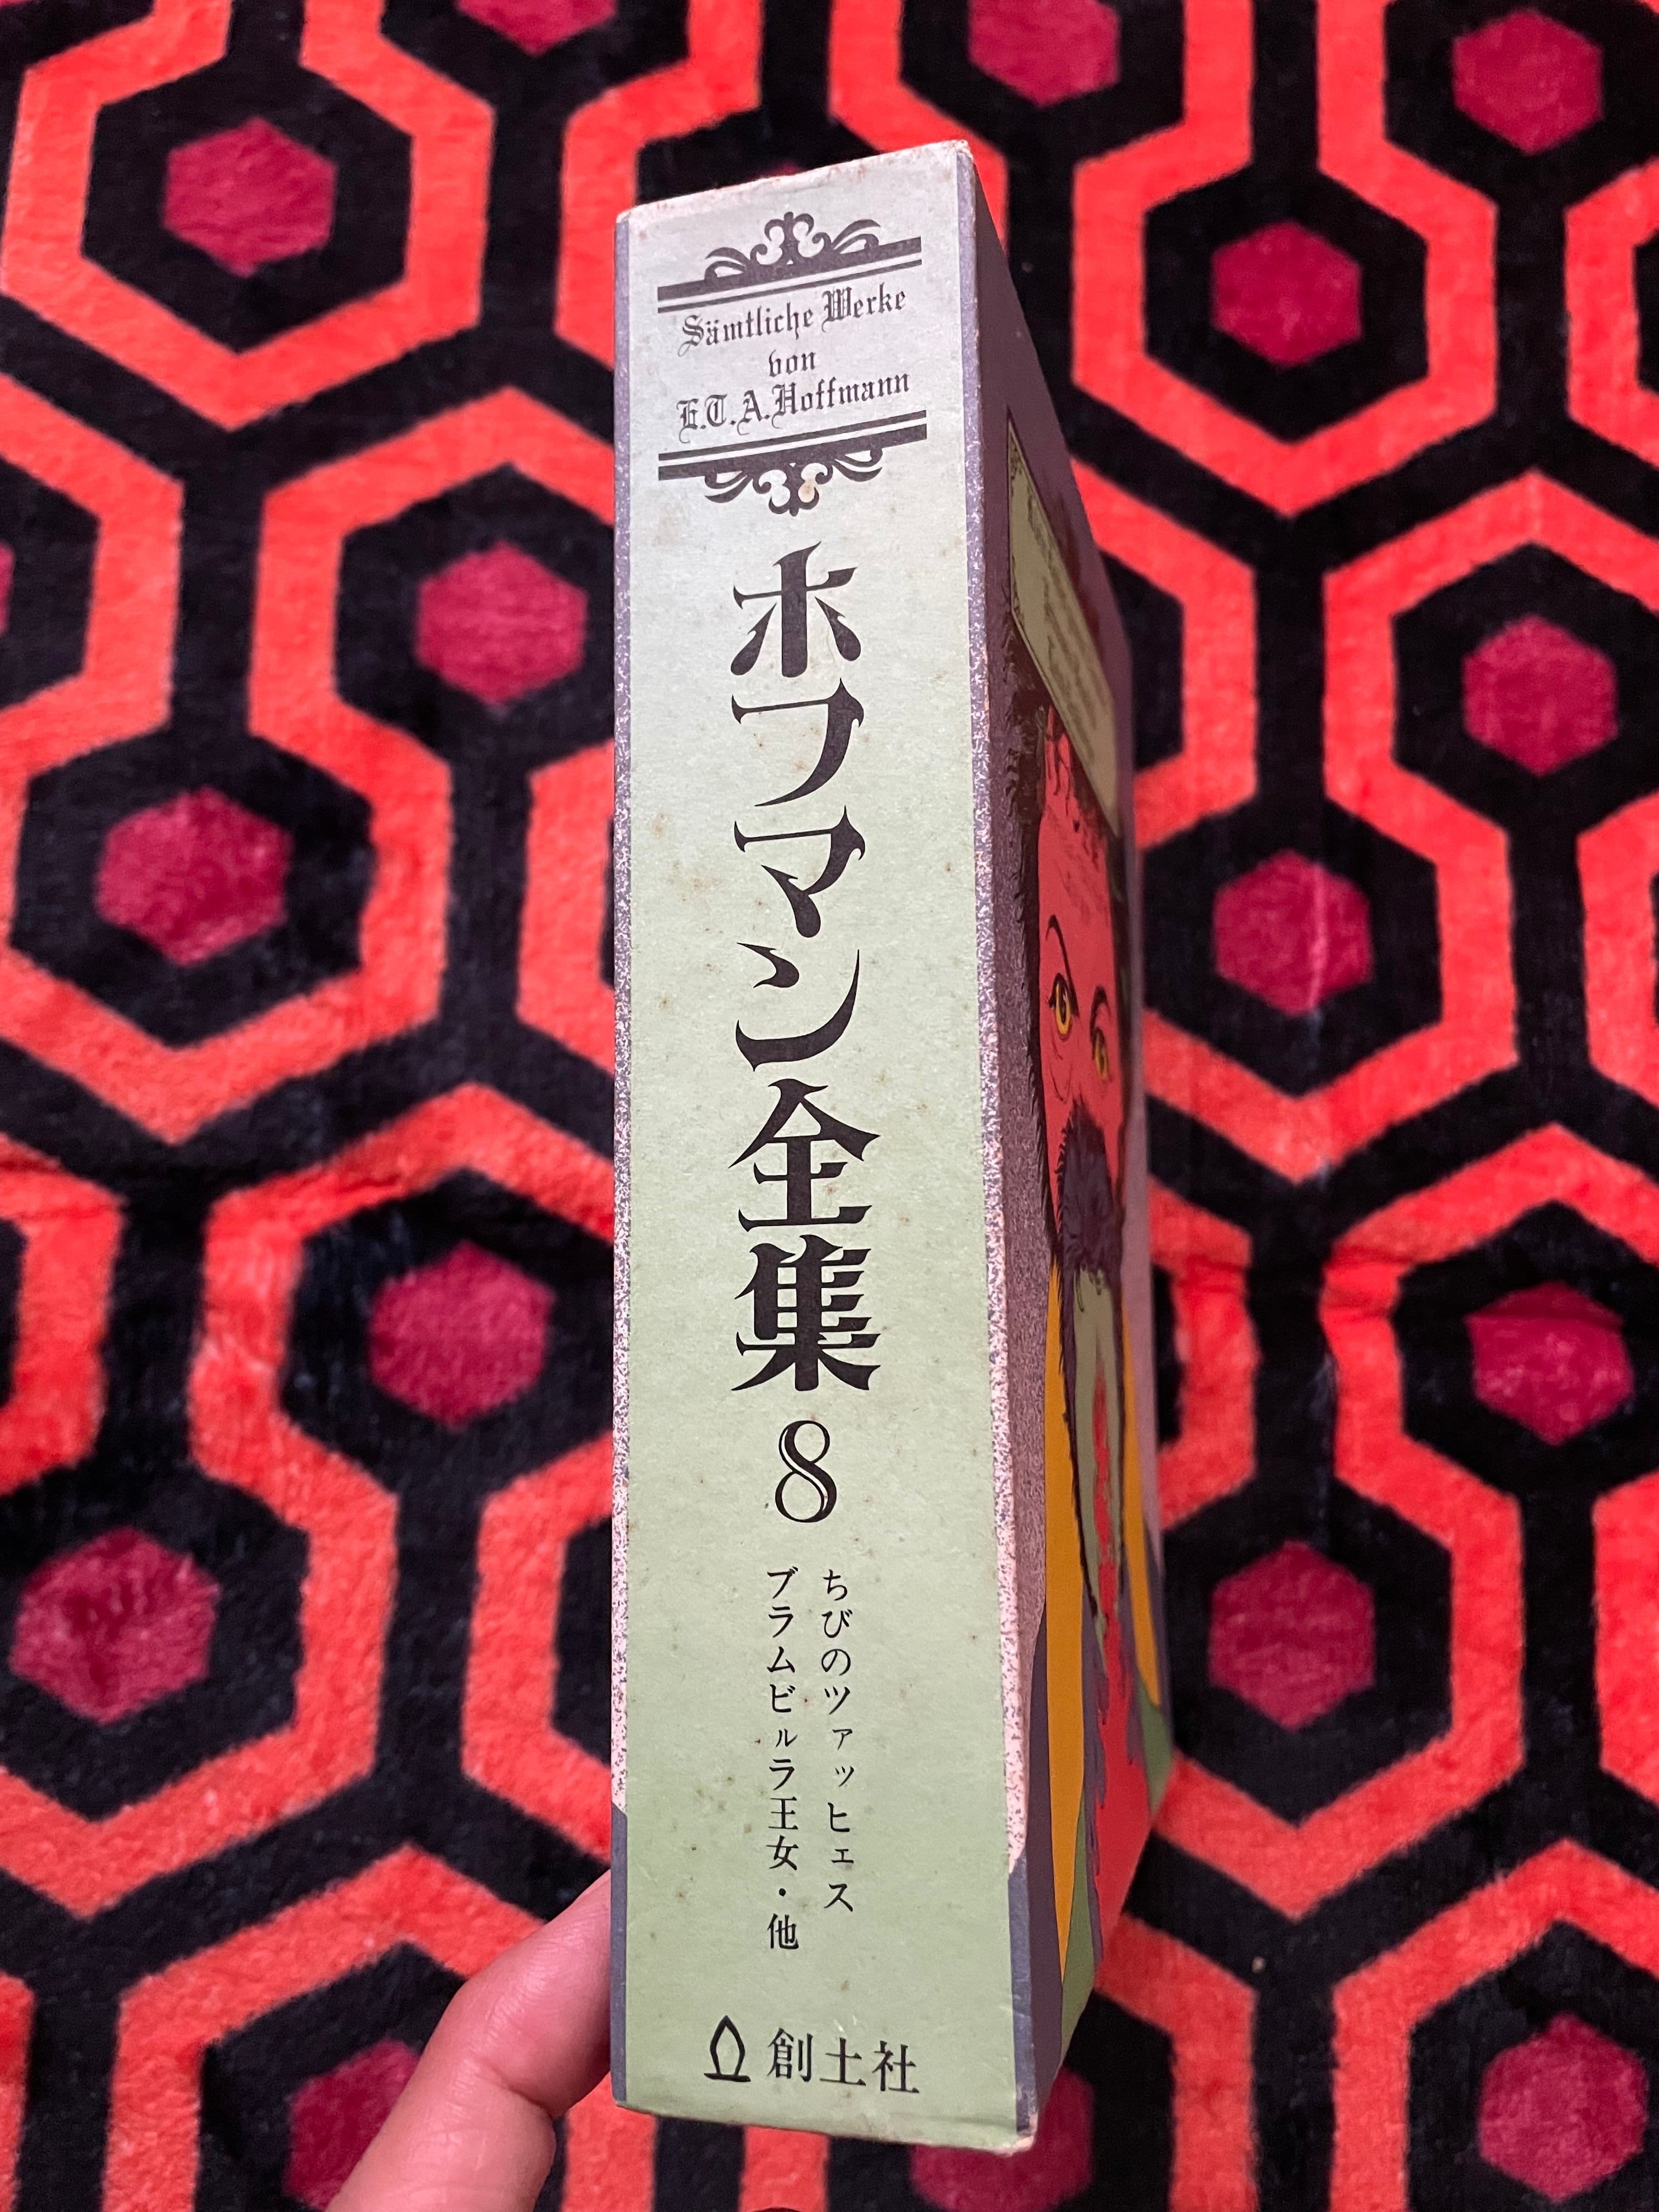 Sämtliche Werke
von
E.T.A.Hoffmann
ホフマン全集
8
ちびのツァッヒェス
ブラムビルラ王女・他
創土社